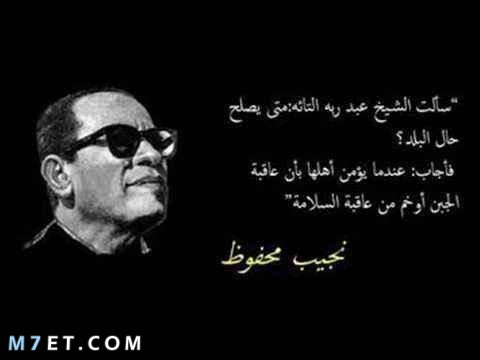 “سألت الشيخ عبد ربه التائه:متى يصلح
حال البلد؟
فأجاب: عندما يؤمن أهلها بأن عاقبة
الجبن أوخم من عاقبة السلامة”
نجيب محفوظ
M7ET.COM